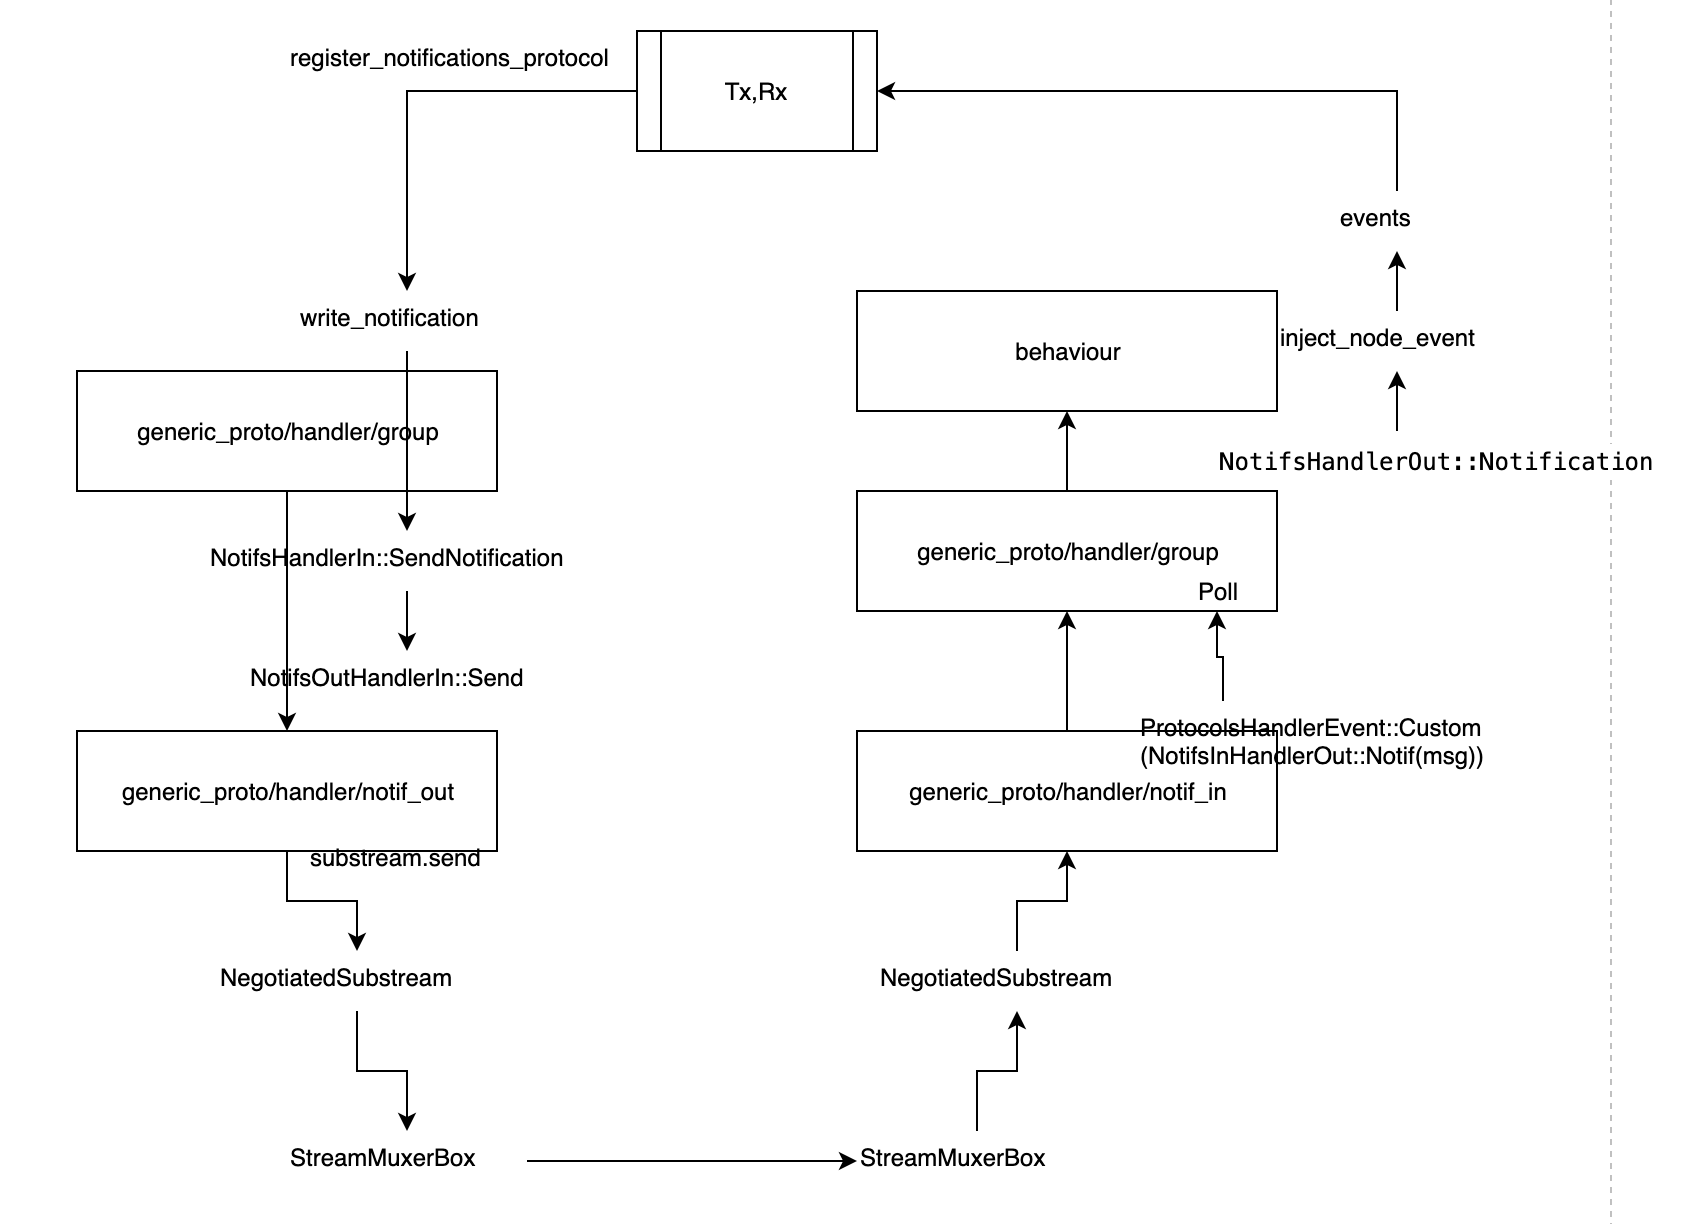 register_notifications_protocol
Tx,Rx
events
write_notification
inject_node_event
behaviour
generic_proto/handler/group
NotifsHandlerOut::Notification
NotifsHandlerIn::SendNotification
generic_proto/handler/group
Poll
NotifsOutHandlerIn::Send
ProtocolsHandlerEvent::Custom
(NotifsInHandlerOut::Notif(msg))
generic_proto/handler/notif_out
generic_proto/handler/notif_in
substream.send
NegotiatedSubstream
NegotiatedSubstream
StreamMuxerBox
StreamMuxerBox